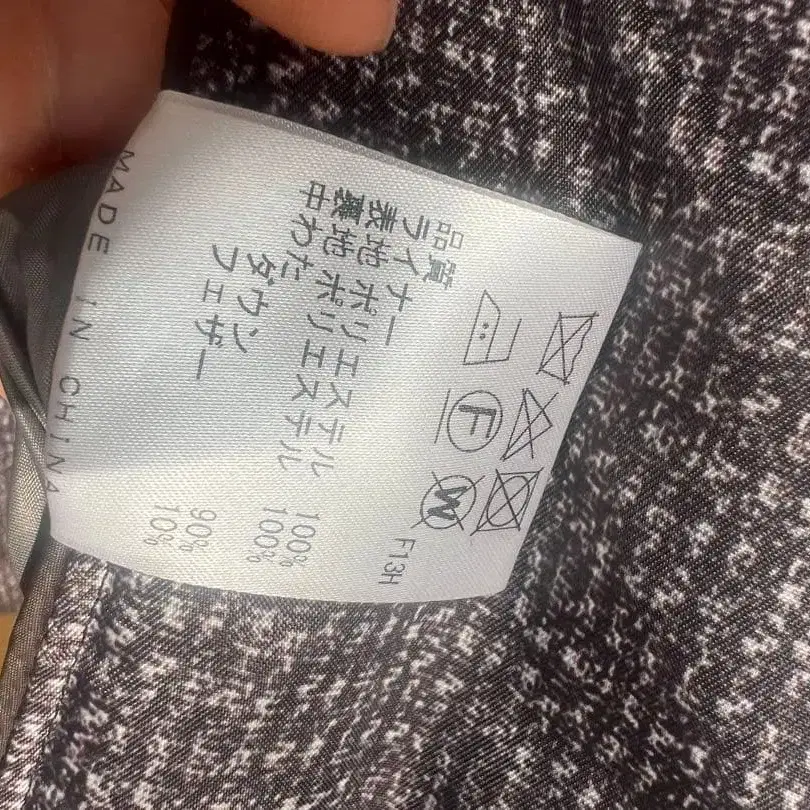 F
W
F13H
品質
ライナー
表地 ポリエステル 100%
裏地 ポリエステル 100%
中わた ダウン 90%
フェザー 10%
MADE IN CHINA